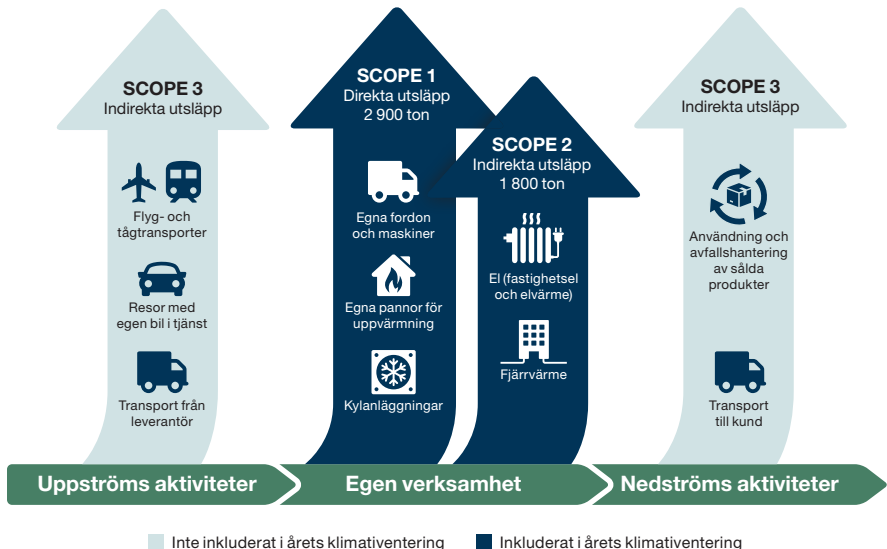 SCOPE 3
Indirekta utsläpp
Flyg- och
tågtransporter
Resor med
egen bil i tjänst
Transport från
leverantör
SCOPE 1
Direkta utsläpp
2 900 ton
Egna fordon
och maskiner
Egna pannor för
uppvärmning
Kylanläggningar
SCOPE 2
Indirekta utsläpp
1 800 ton
El (fastighetsel
och elvärme)
Fjärrvärme
SCOPE 3
Indirekta utsläpp
Användning och
avfallshantering
av sålda
produkter
Transport
till kund
Uppströms aktiviteter
Egen verksamhet
Nedströms aktiviteter
Inte inkluderat i årets klimativentering
Inkluderat i årets klimativentering